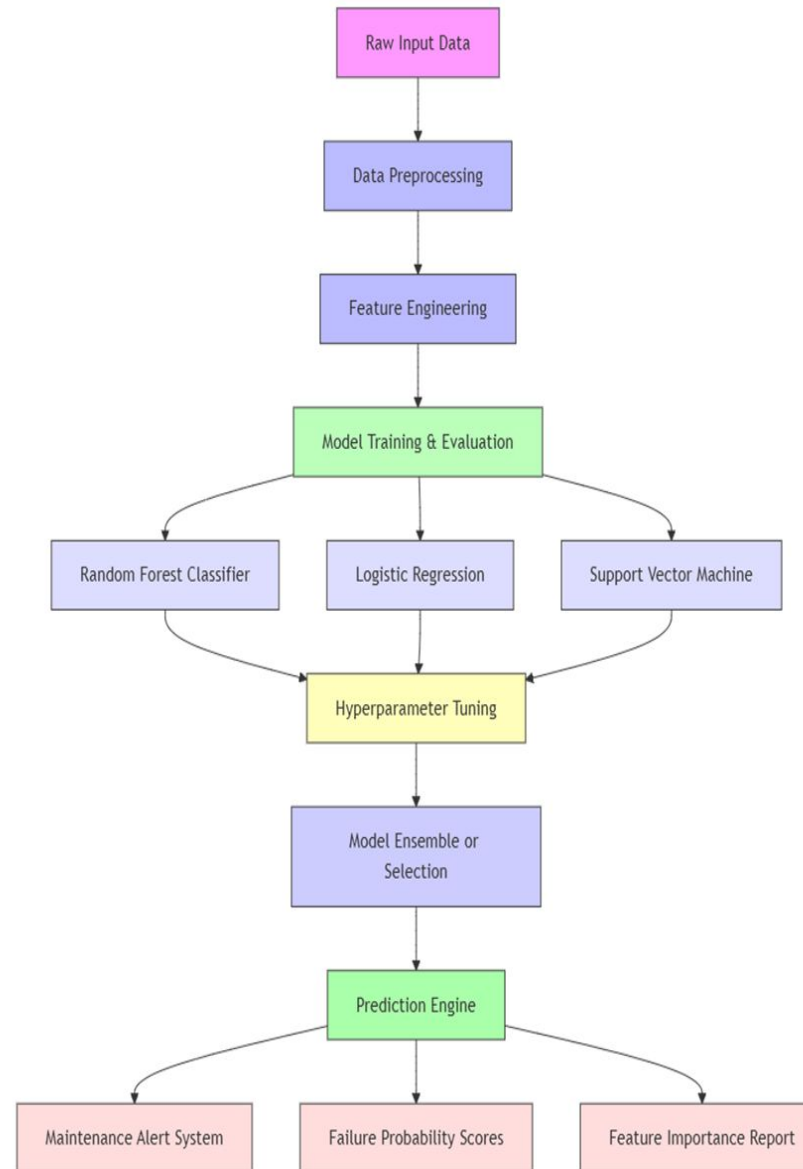 Raw Input Data
Data Preprocessing
Feature Engineering
Model Training & Evaluation
Random Forest Classifier
Logistic Regression
Support Vector Machine
Hyperparameter Tuning
Model Ensemble or
Selection
Prediction Engine
Maintenance Alert System
Failure Probability Scores
Feature Importance Report